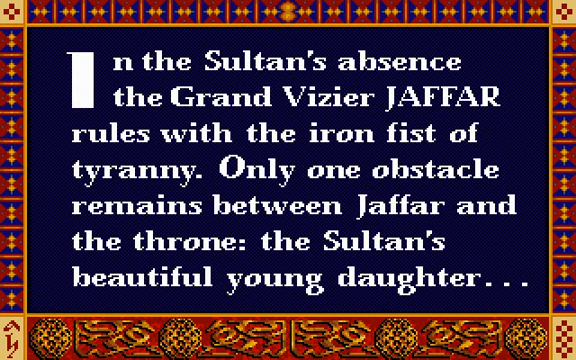 In the Sultan's absence
the Grand Vizier JAFFAR
rules with the iron fist of
tyranny. Only one obstacle
remains between Jaffar and
the throne: the Sultan's
beautiful young daughter...